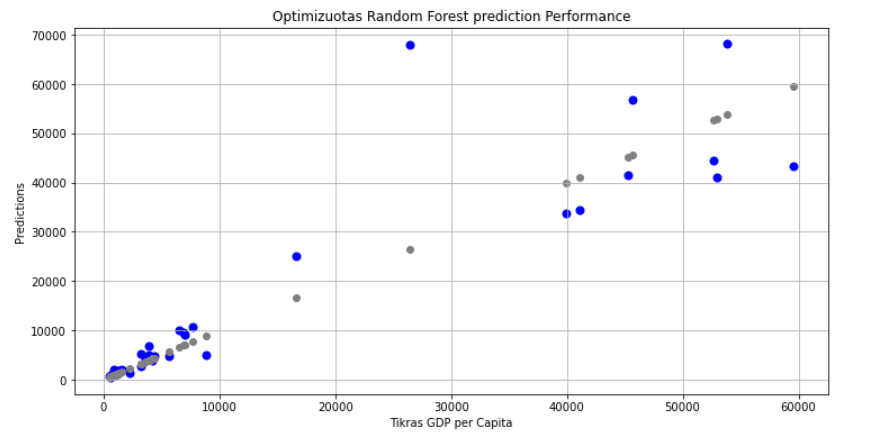 Optimizuotas Random Forest prediction Performance
70000
60000
50000
40000
30000
20000
10000
0
Predictions
0 10000 20000 30000 40000 50000 60000
Tikras GDP per Capita